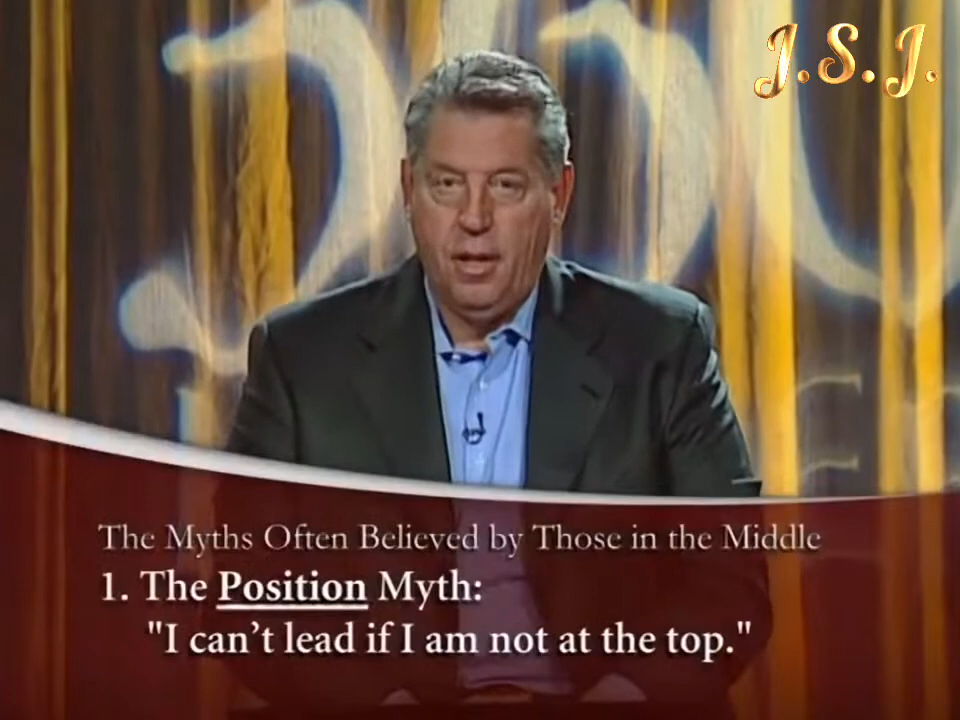 J.S.J.
The Myths Often Believed by Those in the Middle
1. The Position Myth:
"I can't lead if I am not at the top."